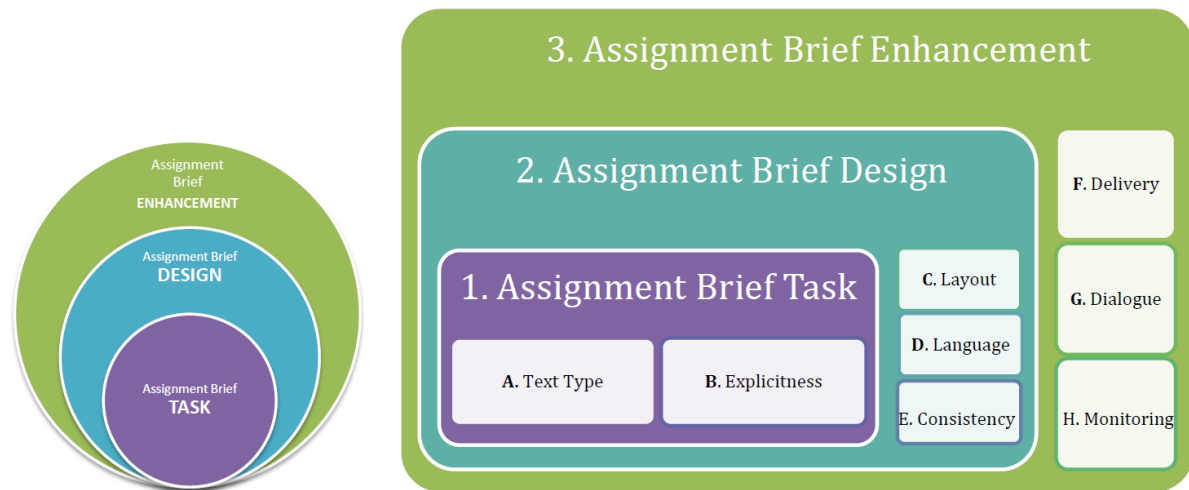 Assignment
Brief
ENHANCEMENT
Assignment Brief
DESIGN
Assignment Brief
TASK
3. Assignment Brief Enhancement
2. Assignment Brief Design
1. Assignment Brief Task
A. Text Type
B. Explicitness
C. Layout
D. Language
E. Consistency
F. Delivery
G. Dialogue
H. Monitoring